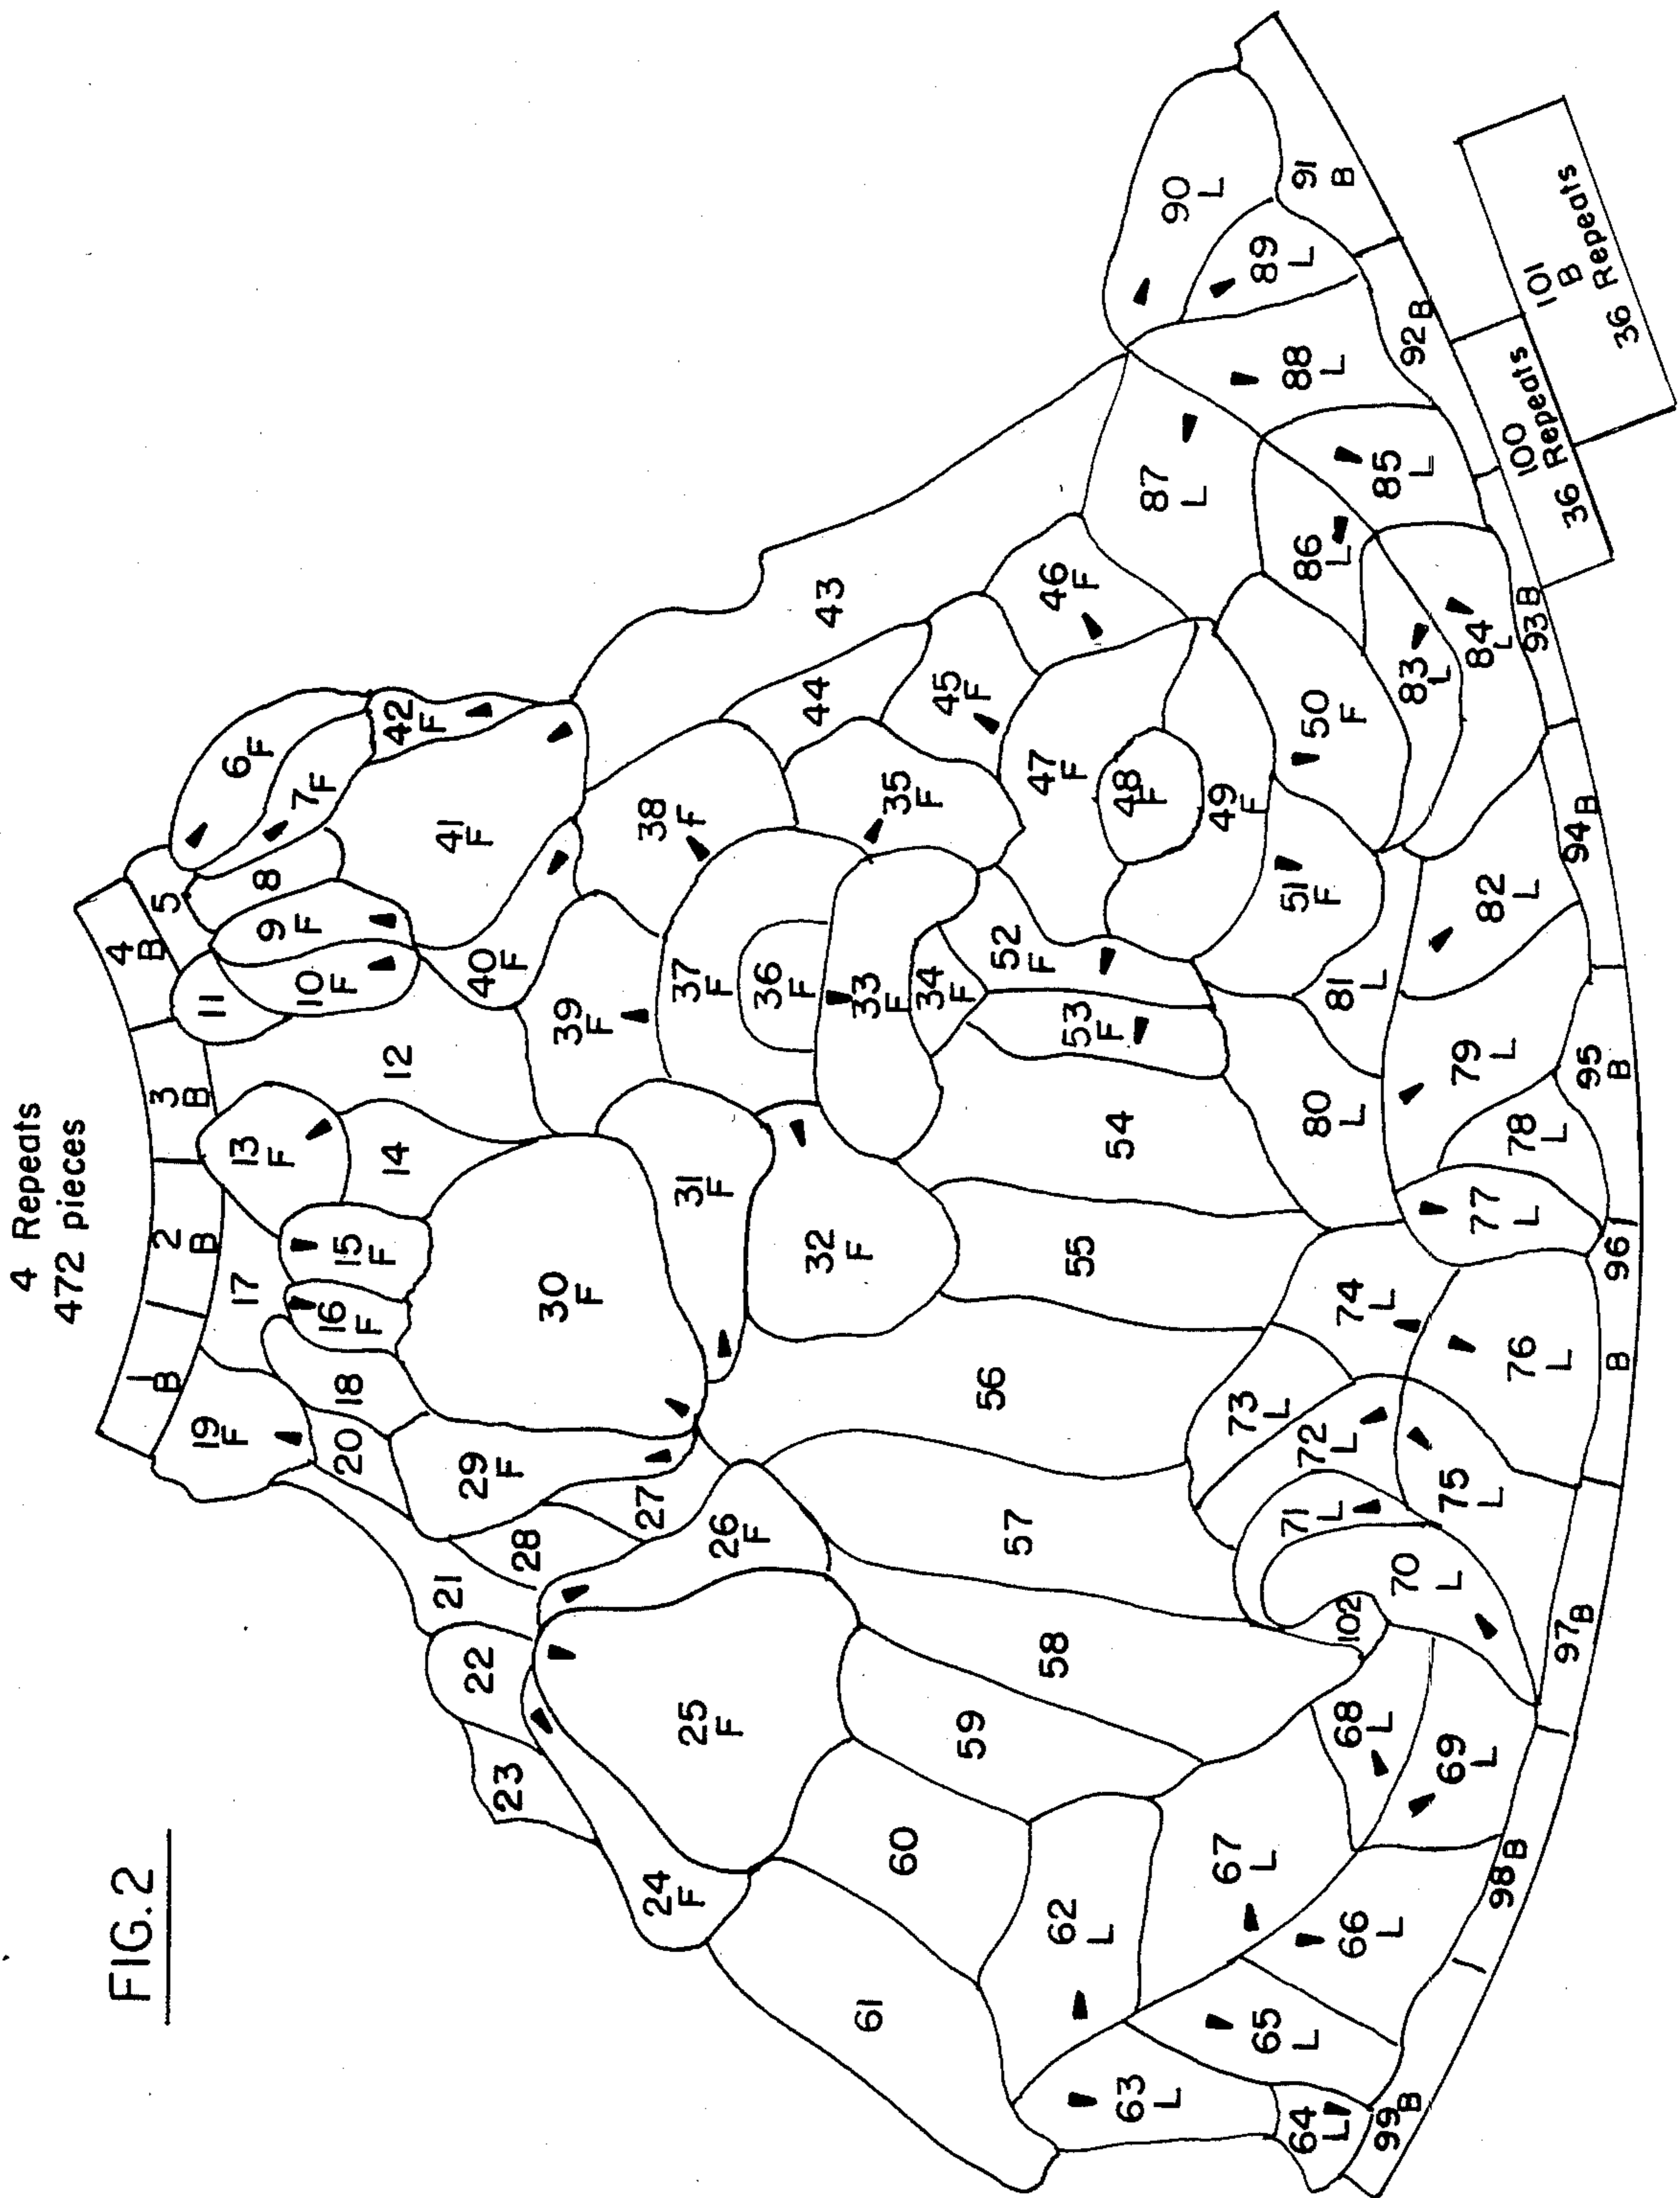 FIG.2
4 Repeats
472 pieces
1
B
2
B
3
B
4
B
5
6
F
7
F
8
9
F
10
F
11
12
13
F
14
15
F
16
F
17
18
19
F
20
21
22
23
24
F
25
F
26
F
27
28
29
F
30
F
31
F
32
F
33
F
34
F
35
F
36
F
37
F
38
F
39
F
40
F
41
F
42
F
43
44
45
F
46
F
47
F
48
F
49
F
50
F
51
F
52
F
53
F
54
55
56
57
58
59
60
61
62
L
63
L
64
L
65
L
66
L
67
L
68
L
69
L
70
L
71
L
72
L
73
L
74
L
75
L
76
L
77
L
78
L
79
L
80
L
81
L
82
L
83
L
84
L
85
L
86
L
87
L
88
L
89
L
90
L
91
B
92
B
93
B
94
B
95
B
96
B
97
B
98
B
99
B
100
36 Repeats
101
B
36 Repeats
102